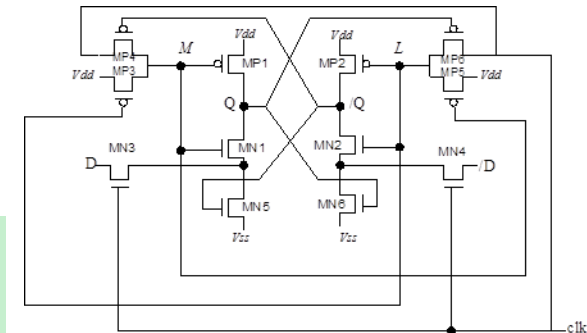 Vdd Vdd
MP4 M MP1 MP2 L MP6
MP3 MP5
Vdd Vdd
Q /Q
MN3 MN1 MN2 MN4
D /D
MN5 MN6
Vss Vss
clk